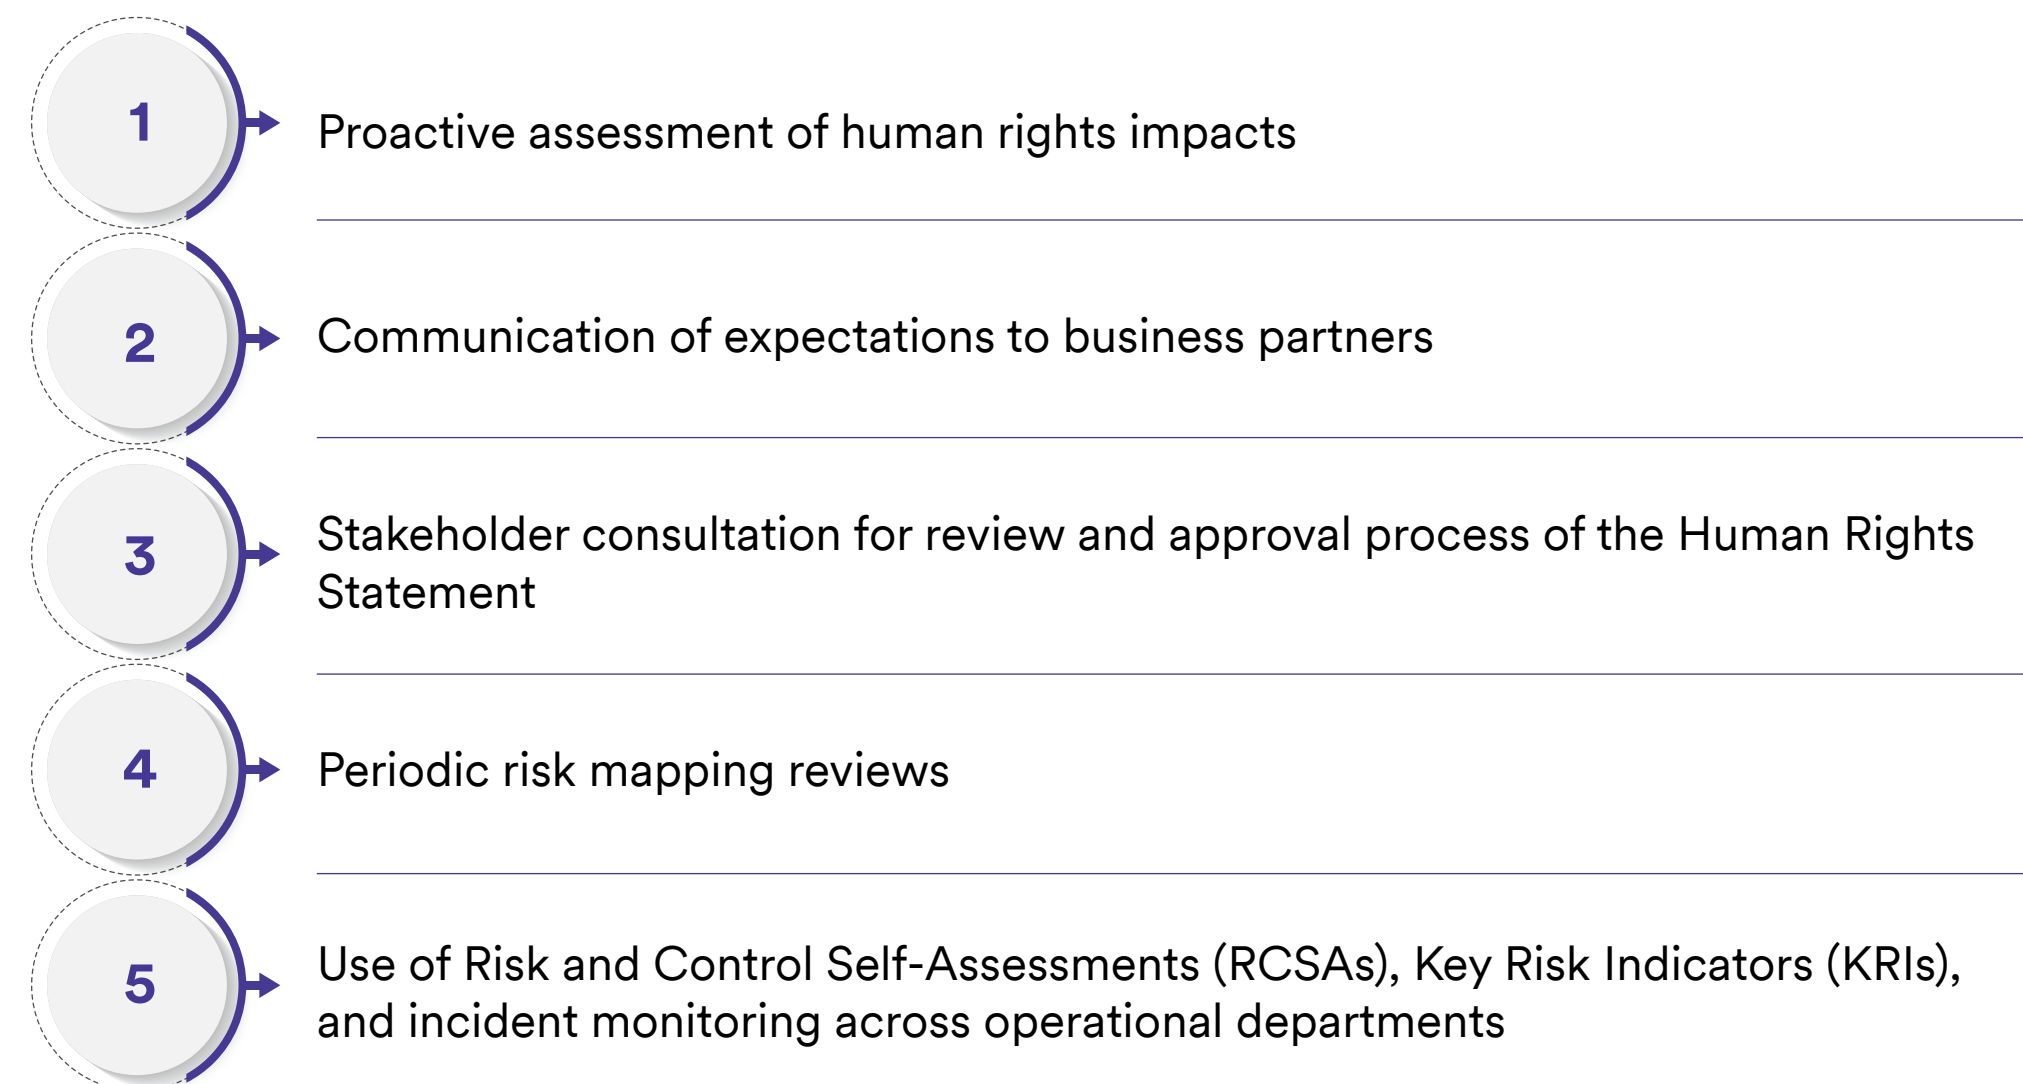 1
Proactive assessment of human rights impacts
2
Communication of expectations to business partners
3
Stakeholder consultation for review and approval process of the Human Rights
Statement
4
Periodic risk mapping reviews
5
Use of Risk and Control Self-Assessments (RCSAs), Key Risk Indicators (KRIs),
and incident monitoring across operational departments